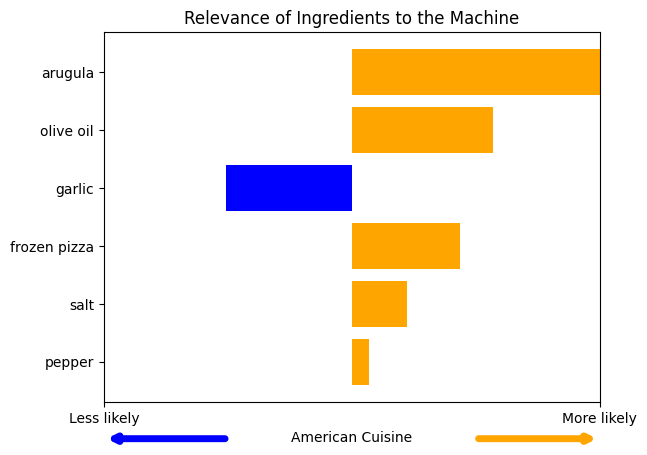 Relevance of Ingredients to the Machine
arugula
olive oil
garlic
frozen pizza
salt
pepper
Less likely
More likely
American Cuisine